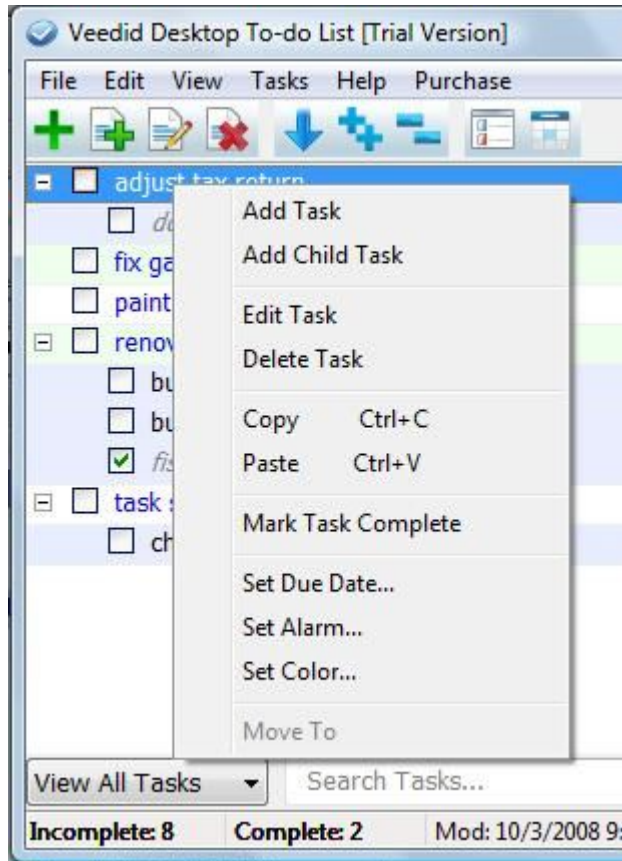 Veedid Desktop To-do List [Trial Version]
File Edit View Tasks Help Purchase
adjust tax return
Add Task
Add Child Task
fix
paint
Edit Task
Delete Task
Copy Ctrl+C
Paste Ctrl+V
task
Mark Task Complete
Set Due Date...
Set Alarm...
Set Color...
Move To
View All Tasks Search Tasks...
Incomplete: 8 Complete: 2 Mod: 10/3/2008 9: